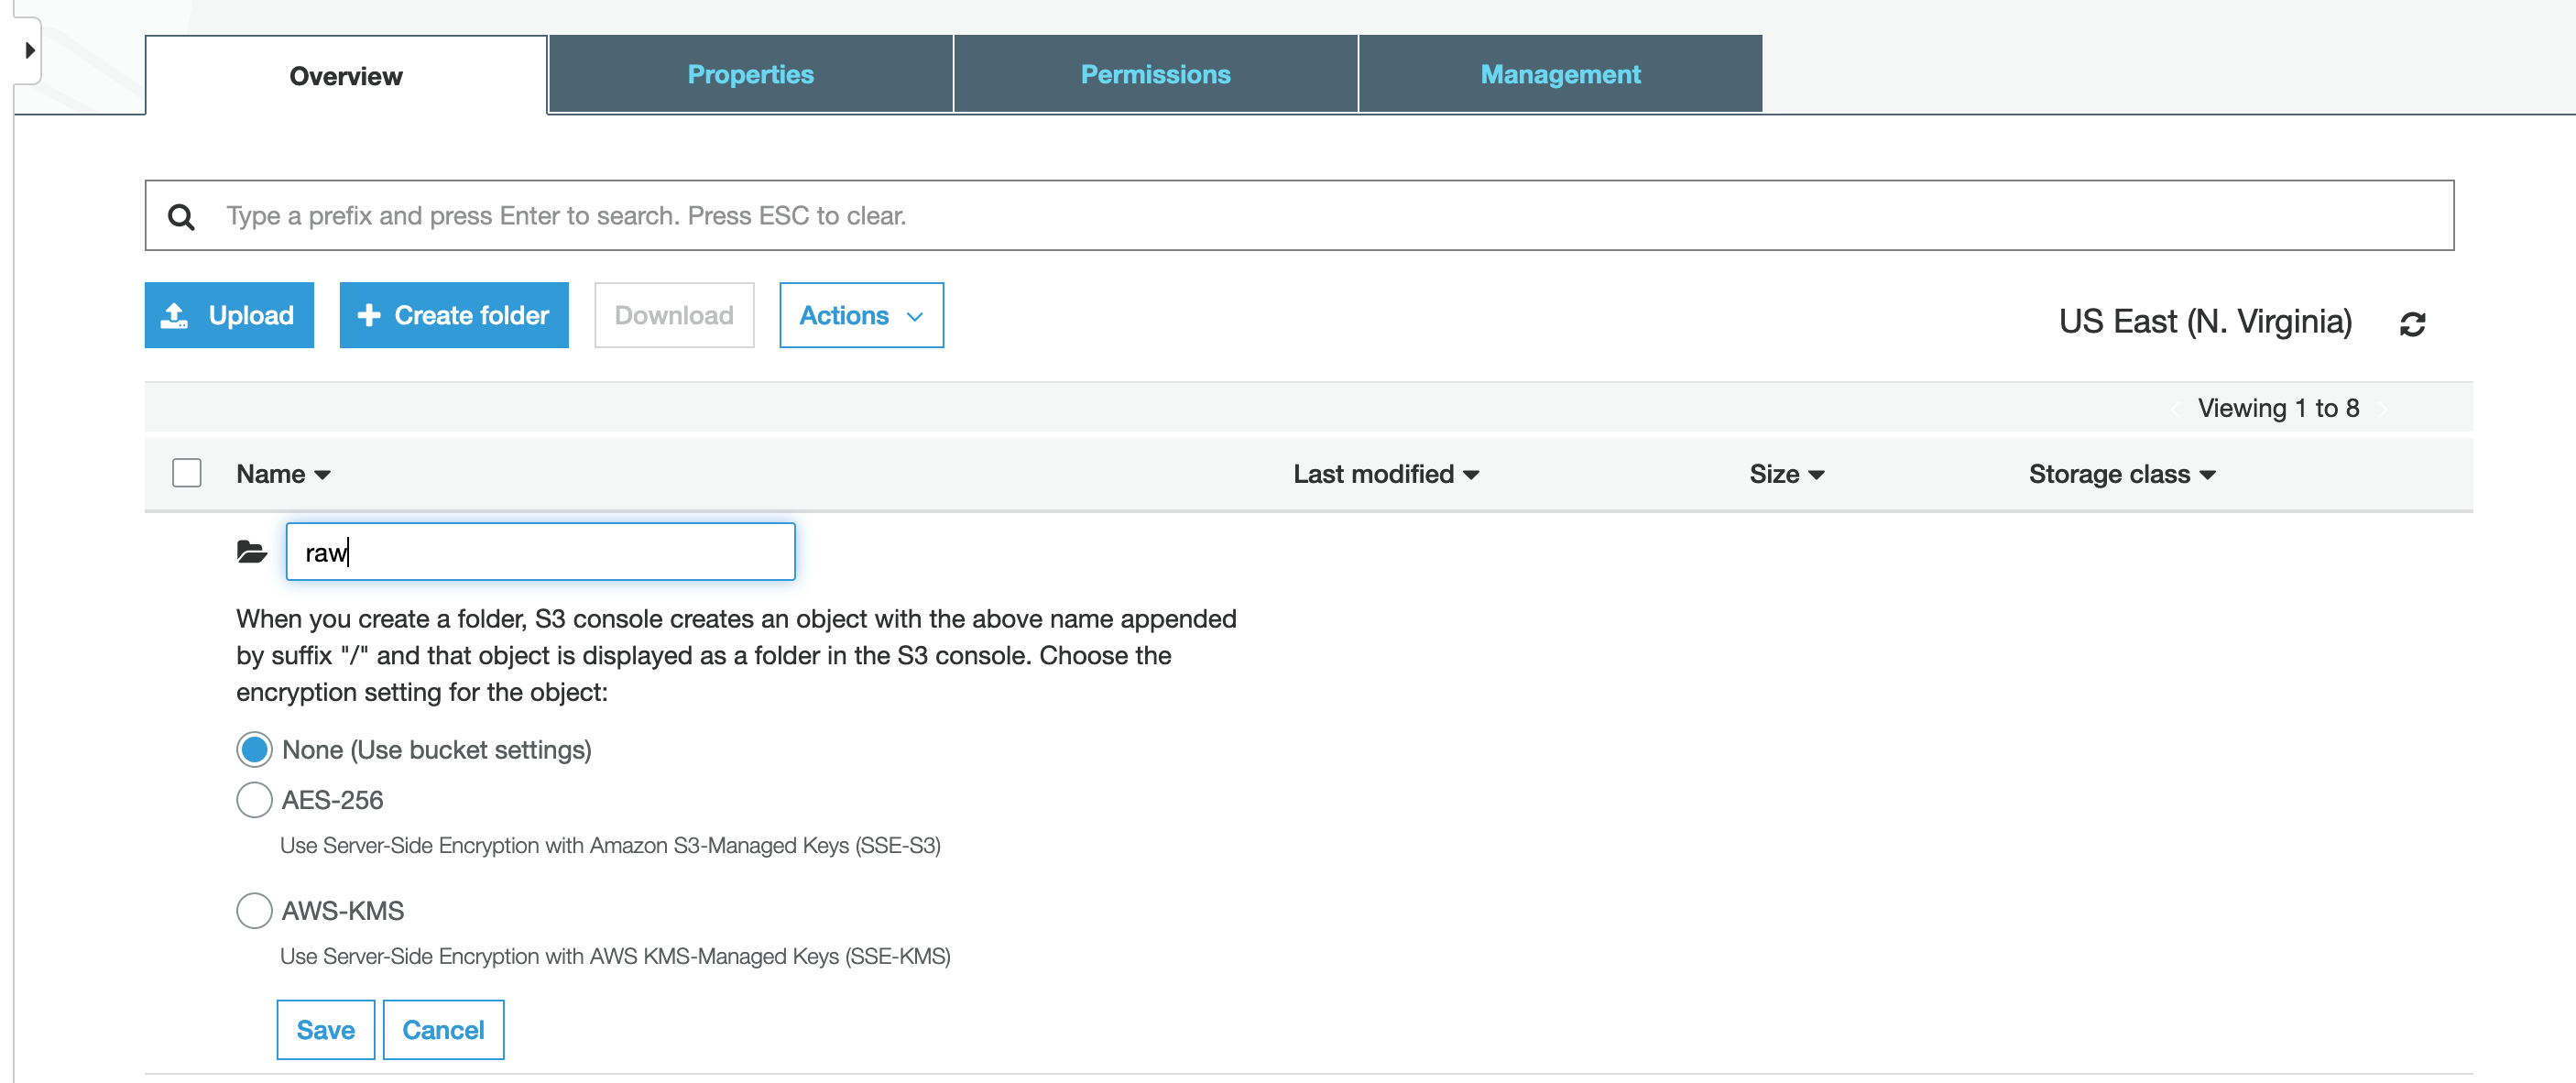 Overview
Properties
Permissions
Management
Type a prefix and press Enter to search. Press ESC to clear.
Upload
Create folder
Download
Actions
US East (N. Virginia)
Viewing 1 to 8
Name
Last modified
Size
Storage class
raw
When you create a folder, S3 console creates an object with the above name appended
by suffix "/" and that object is displayed as a folder in the S3 console. Choose the
encryption setting for the object:
None (Use bucket settings)
AES-256
Use Server-Side Encryption with Amazon S3-Managed Keys (SSE-S3)
AWS-KMS
Use Server-Side Encryption with AWS KMS-Managed Keys (SSE-KMS)
Save
Cancel